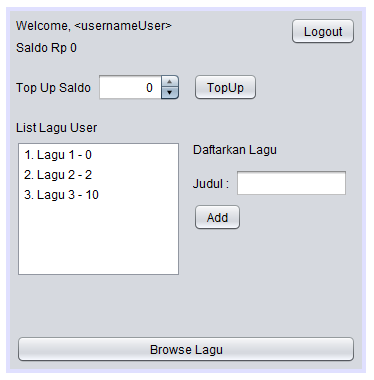 Welcome, <usernameUser>
Logout
Saldo Rp 0
Top Up Saldo 0 TopUp
List Lagu User
1. Lagu 1 - 0
2. Lagu 2 - 2
3. Lagu 3 - 10
Daftarkan Lagu
Judul :
Add
Browse Lagu